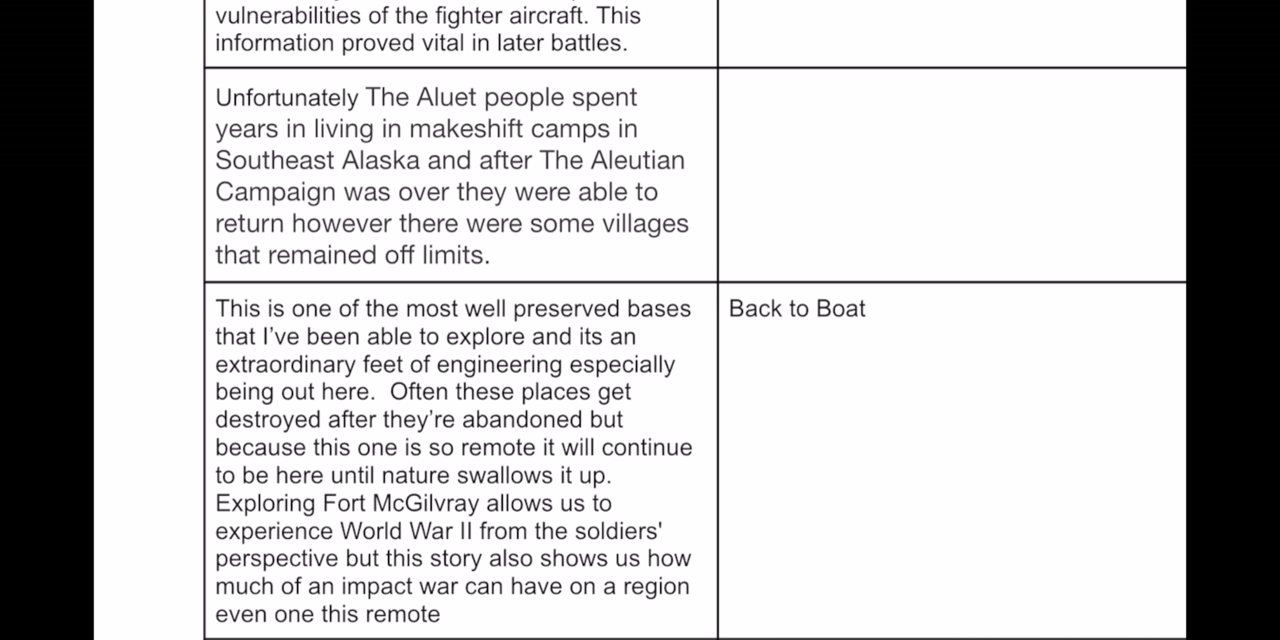 vulnerabilities of the fighter aircraft. This
information proved vital in later battles.
Unfortunately The Aluet people spent
years in living in makeshift camps in
Southeast Alaska and after The Aleutian
Campaign was over they were able to
return however there were some villages
that remained off limits.
This is one of the most well preserved bases
that I've been able to explore and its an
extraordinary feet of engineering especially
being out here.  Often these places get
destroyed after they're abandoned but
because this one is so remote it will continue
to be here until nature swallows it up.
Exploring Fort McGilvray allows us to
experience World War II from the soldiers'
perspective but this story also shows us how
much of an impact war can have on a region
even one this remote
Back to Boat